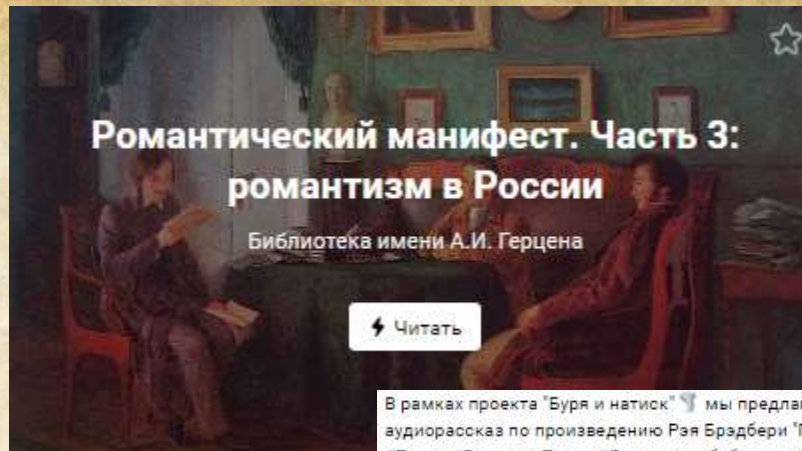 Романтический манифест. Часть 3:
романтизм в России
Библиотека имени А.И. Герцена
Читать
В рамках проекта "Буря и натиск" мы предла
аудиорассказ по произведению Рэя Брэдбери "